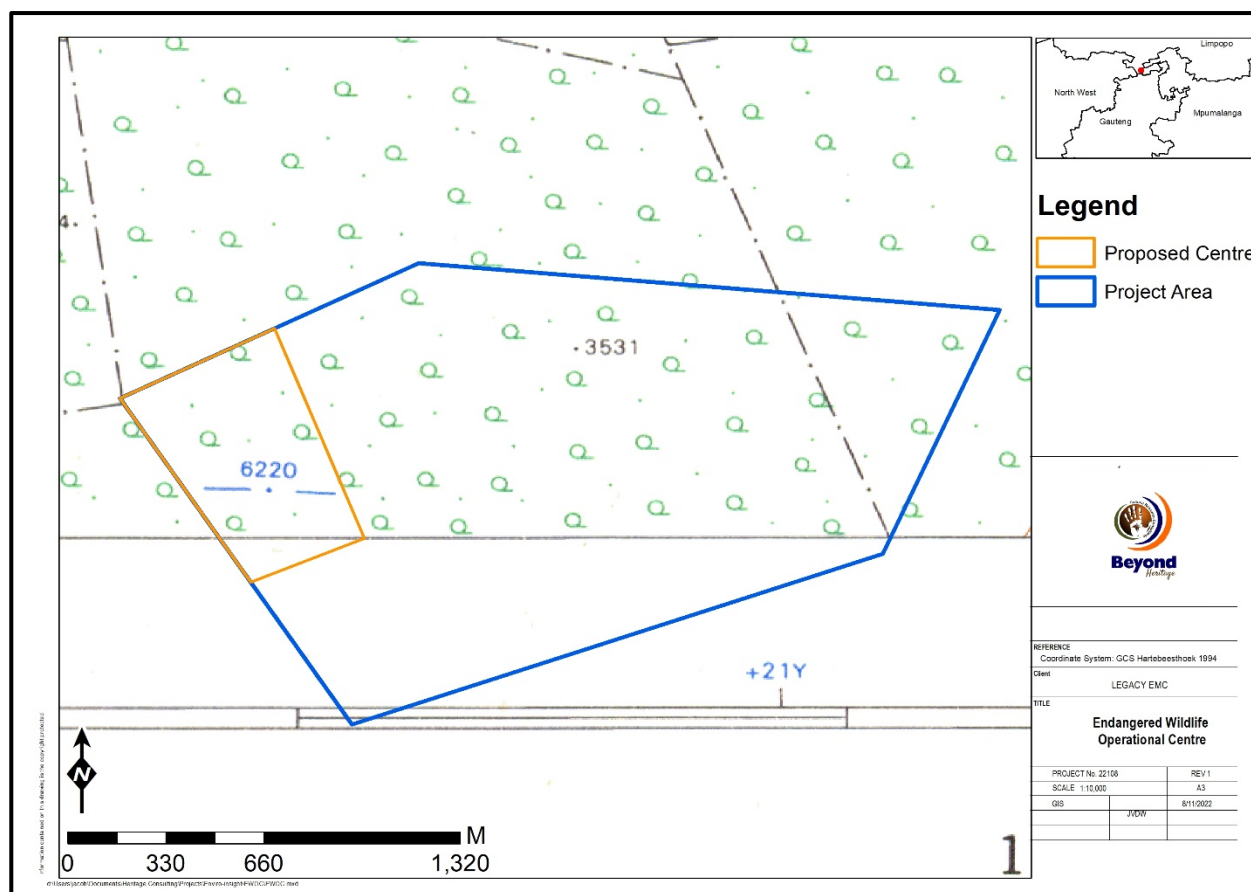 Limpopo
North West
Gauteng
Mpumalanga
Legend
Proposed Centre
Project Area
4.
3531
6220
+21Y
1
N
M
0 330 660 1,320
Beyond
Heritage
REFERENCE
Coordinate System: GCS Hartebeesthoek 1994
Client
LEGACY EMC
TITLE
Endangered Wildlife
Operational Centre
PROJECT No. 22108 REV 1
SCALE 1:10,000 A3
GIS JVDW 8/11/2022